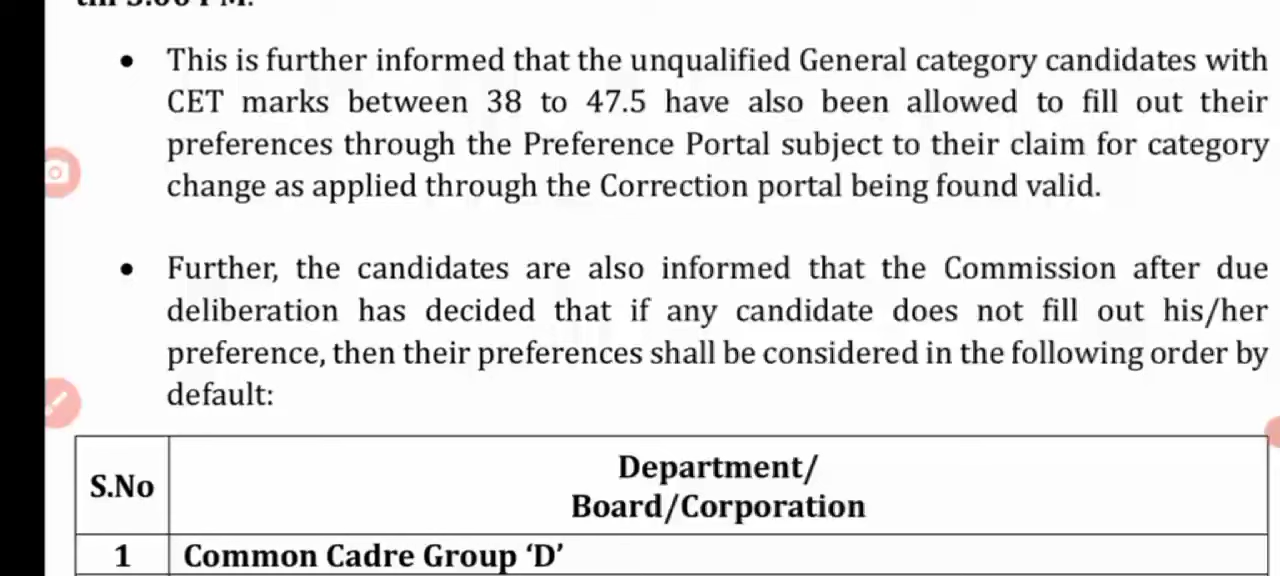 till 5:00 PM.
• This is further informed that the unqualified General category candidates with
CET marks between 38 to 47.5 have also been allowed to fill out their
preferences through the Preference Portal subject to their claim for category
change as applied through the Correction portal being found valid.
• Further, the candidates are also informed that the Commission after due
deliberation has decided that if any candidate does not fill out his/her
preference, then their preferences shall be considered in the following order by
default:
S.No
Department/
Board/Corporation
1 Common Cadre Group ‘D’